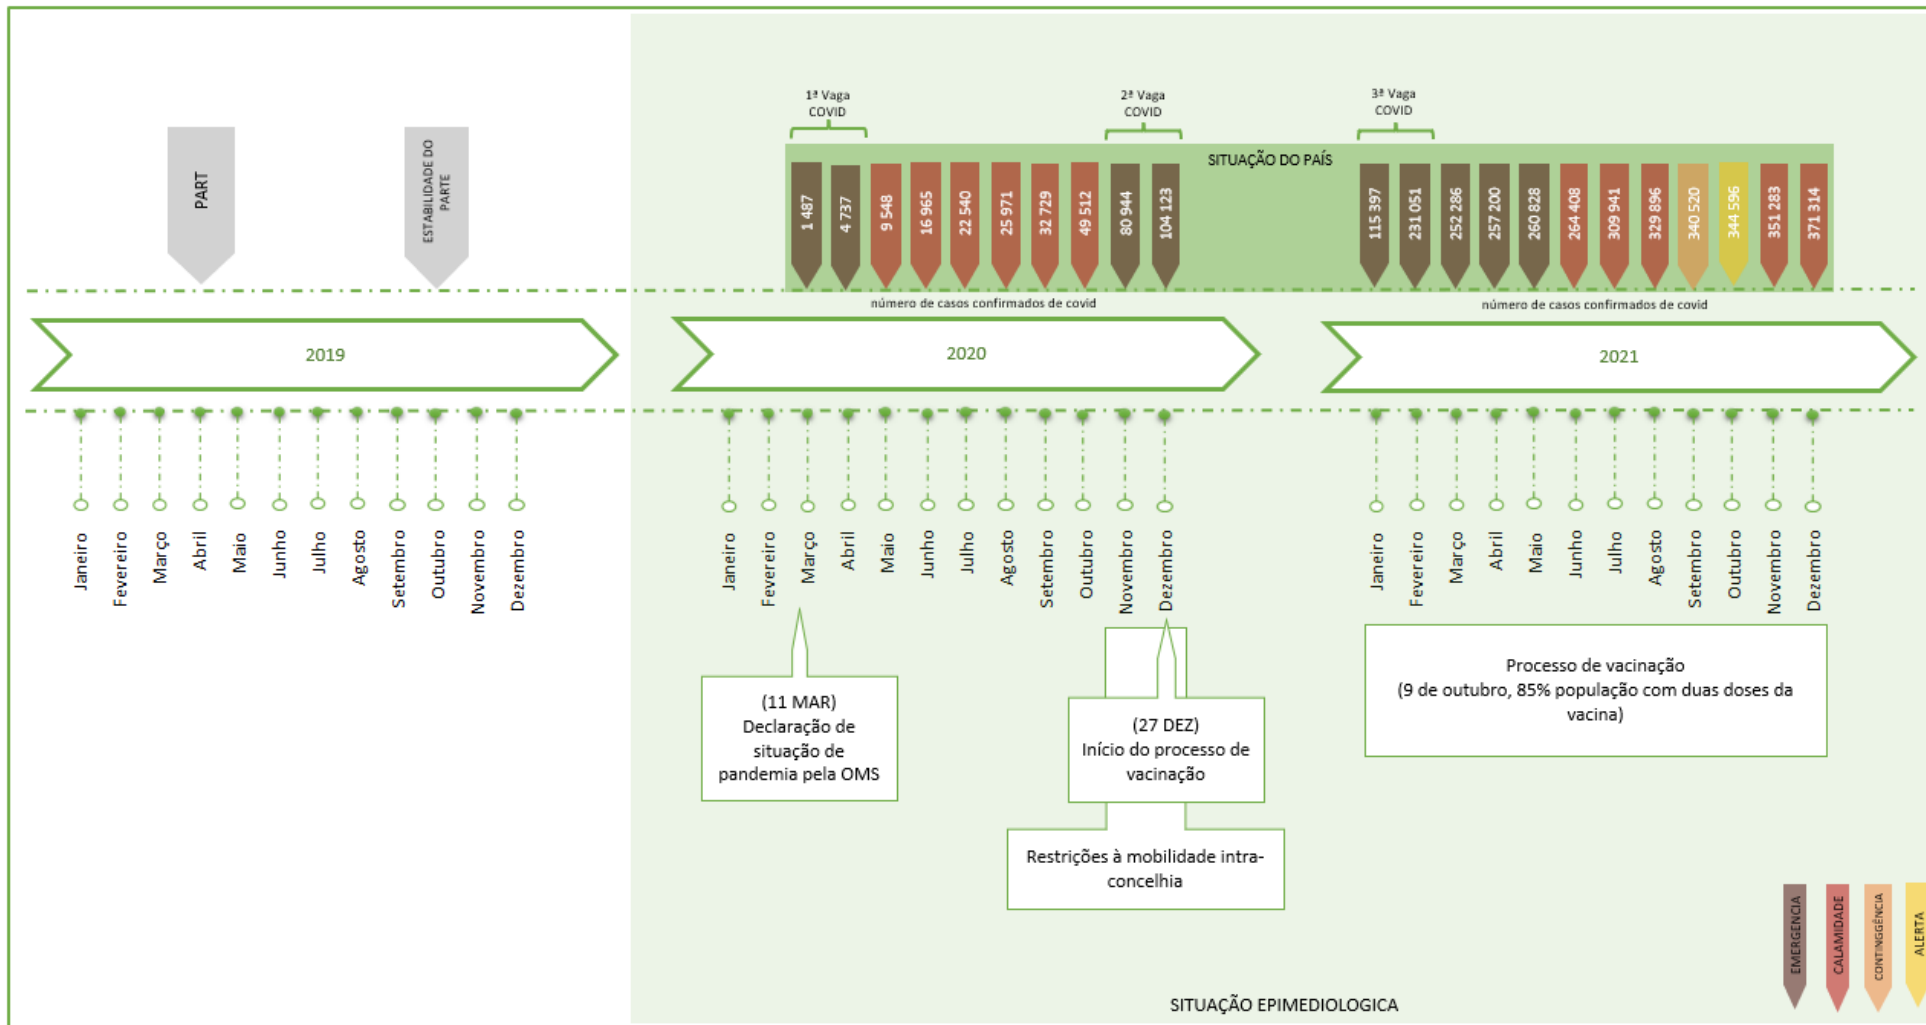 1ª Vaga
COVID
2ª Vaga
COVID
3ª Vaga
COVID
PART
ESTABILIDADE DO
PARTE
SITUAÇÃO DO PAÍS
1 487
4 737
9 548
16 965
22 540
25 971
32 729
49 512
80 944
104 123
115 397
231 051
252 286
257 200
260 828
264 408
309 941
329 896
340 520
344 596
351 283
371 314
número de casos confirmados de covid
número de casos confirmados de covid
2019
2020
2021
Janeiro
Fevereiro
Março
Abril
Maio
Junho
Julho
Agosto
Setembro
Outubro
Novembro
Dezembro
Janeiro
Fevereiro
Março
Abril
Maio
Junho
Julho
Agosto
Setembro
Outubro
Novembro
Dezembro
Janeiro
Fevereiro
Março
Abril
Maio
Junho
Julho
Agosto
Setembro
Outubro
Novembro
Dezembro
(11 MAR)
Declaração de
situação de
pandemia pela OMS
(27 DEZ)
Início do processo de
vacinação
Restrições à mobilidade intra-
concelhia
Processo de vacinação
(9 de outubro, 85% população com duas doses da
vacina)
EMERGENCIA
CALAMIDADE
CONTINGGÊNCIA
ALERTA
SITUAÇÃO EPIMEDIOLOGICA